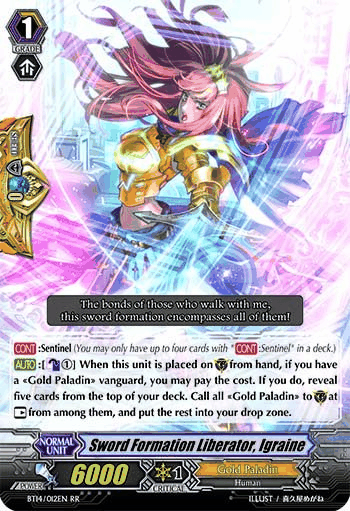 1
GRADE
SHIELD
0
The bonds of those who walk with me,
this sword formation encompasses all of them!
CONT :Sentinel (You may only have up to four cards with "CONT:Sentinel" in a deck.)
AUTO :[①] When this unit is placed on from hand, if you have
a «Gold Paladin» vanguard, you may pay the cost. If you do, reveal
five cards from the top of your deck. Call all «Gold Paladin» to at
from among them, and put the rest into your drop zone.
NORMAL UNIT
Sword Formation Liberator, Igraine
POWER
6000
1
CRITICAL
Gold Paladin
Human
BT14/012EN RR
ILLUST / 喜久屋めがね